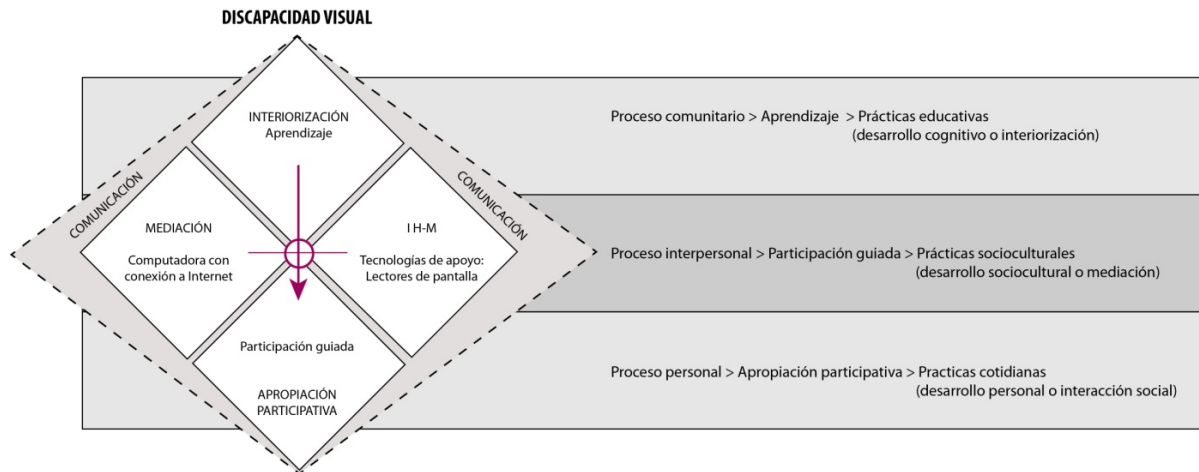 DISCAPACIDAD VISUAL
INTERIORIZACIÓN
Aprendizaje
COMUNICACIÓN
COMUNICACIÓN
MEDIACIÓN
Computadora con
conexión a Internet
I H-M
Tecnologías de apoyo:
Lectores de pantalla
Participación guiada
APROPIACIÓN
PARTICIPATIVA
Proceso comunitario > Aprendizaje > Prácticas educativas
(desarrollo cognitivo o interiorización)
Proceso interpersonal > Participación guiada > Prácticas socioculturales
(desarrollo sociocultural o mediación)
Proceso personal > Apropiación participativa > Practicas cotidianas
(desarrollo personal o interacción social)